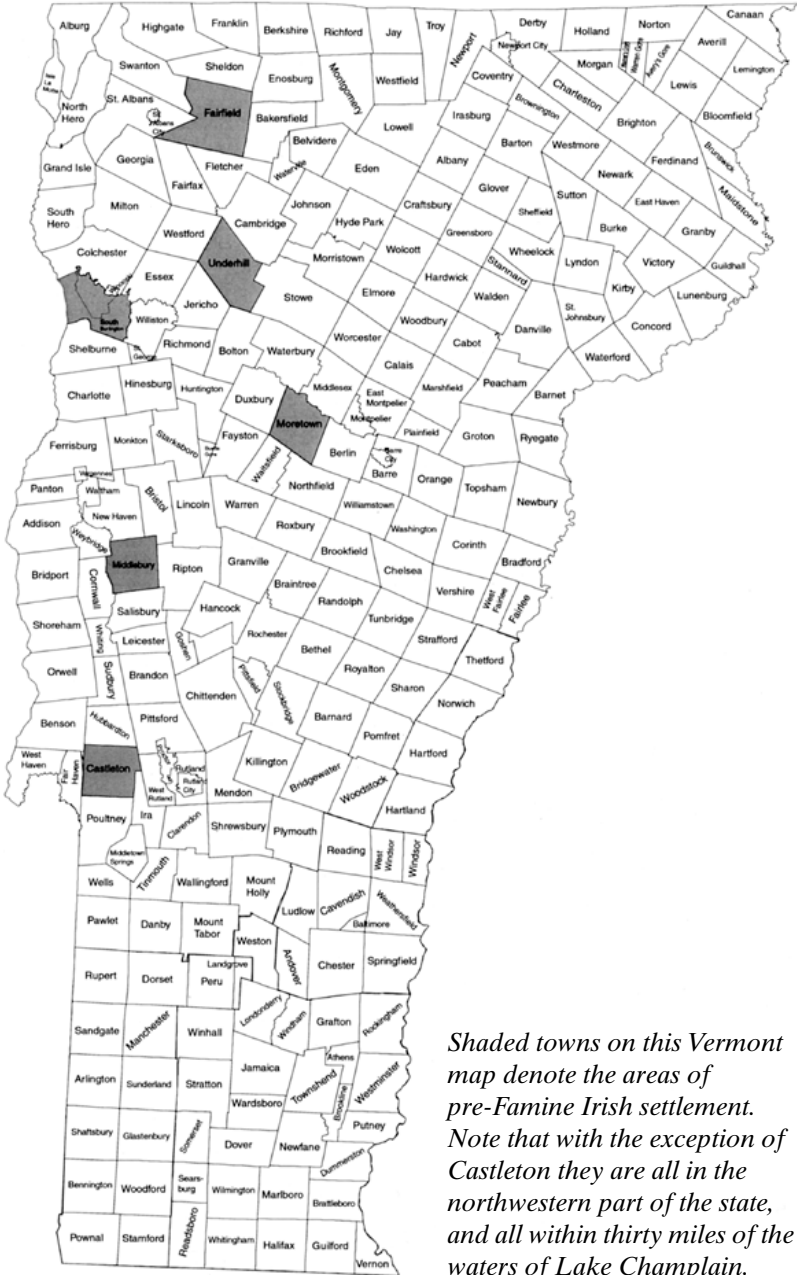 Alburg
Highgate
Franklin
Berkshire
Richford
Jay
Troy
Newport
Derby
Newport City
Holland
Norton
Canaan
Averill
Lemington
Morgan
Warren Gore
Avery's Gore
Lewis
Bloomfield
Isle La Motte
North Hero
Swanton
Sheldon
Enosburg
Montgomery
Westfield
Coventry
Brownington
Charleston
Brighton
Brunswick
St. Albans
St. Albans City
Fairfield
Bakersfield
Lowell
Irasburg
Barton
Westmore
Ferdinand
Maidstone
Grand Isle
Georgia
Fletcher
Waterville
Belvidere
Eden
Albany
Glover
Newark
Fairfax
Johnson
Hyde Park
Craftsbury
Sheffield
Sutton
East Haven
Granby
South Hero
Milton
Westford
Cambridge
Greensboro
Burke
Guildhall
Colchester
Underhill
Morristown
Wolcott
Wheelock
Stannard
Lyndon
Victory
Essex
Jericho
Stowe
Elmore
Hardwick
Walden
Kirby
Lunenburg
South Burlington
Williston
Woodbury
Danville
St. Johnsbury
Concord
Shelburne
St. George
Richmond
Bolton
Waterbury
Worcester
Cabot
Waterford
Calais
Charlotte
Hinesburg
Huntington
Duxbury
Middlesex
East Montpelier
Marshfield
Peacham
Barnet
Moretown
Montpelier
Plainfield
Ferrisburg
Monkton
Starksboro
Buels Gore
Fayston
Waitsfield
Berlin
Barre City
Barre
Groton
Ryegate
Panton
Vergennes
Waltham
Bristol
Lincoln
Warren
Northfield
Orange
Topsham
Newbury
Addison
New Haven
Williamstown
Washington
Weybridge
Roxbury
Corinth
Bridport
Cornwall
Middlebury
Ripton
Granville
Brookfield
Chelsea
Bradford
Braintree
Vershire
West Fairlee
Fairlee
Salisbury
Hancock
Randolph
Shoreham
Whiting
Leicester
Goshen
Rochester
Tunbridge
Strafford
Bethel
Thetford
Orwell
Sudbury
Brandon
Chittenden
Pittsfield
Stockbridge
Royalton
Sharon
Norwich
Benson
Hubbardton
Pittsford
Barnard
Pomfret
Hartford
West Haven
Fair Haven
Castleton
Proctor
West Rutland
Rutland
Rutland City
Mendon
Killington
Bridgewater
Woodstock
Hartland
Poultney
Ira
Clarendon
Shrewsbury
Plymouth
Middletown Springs
Reading
West Windsor
Windsor
Wells
Tinmouth
Wallingford
Mount Holly
Ludlow
Cavendish
Weathersfield
Baltimore
Pawlet
Danby
Mount Tabor
Weston
Andover
Chester
Springfield
Landgrove
Rupert
Dorset
Peru
Londonderry
Windham
Grafton
Rockingham
Sandgate
Manchester
Winhall
Athens
Jamaica
Townshend
Westminster
Arlington
Sunderland
Stratton
Wardsboro
Brookline
Putney
Shaftsbury
Glastenbury
Somerset
Dover
Newfane
Dummerston
Bennington
Woodford
Sears-
burg
Wilmington
Marlboro
Brattleboro
Pownal
Stamford
Readsboro
Whitingham
Halifax
Guilford
Vernon
Shaded towns on this Vermont
map denote the areas of
pre-Famine Irish settlement.
Note that with the exception of
Castleton they are all in the
northwestern part of the state,
and all within thirty miles of the
waters of Lake Champlain.